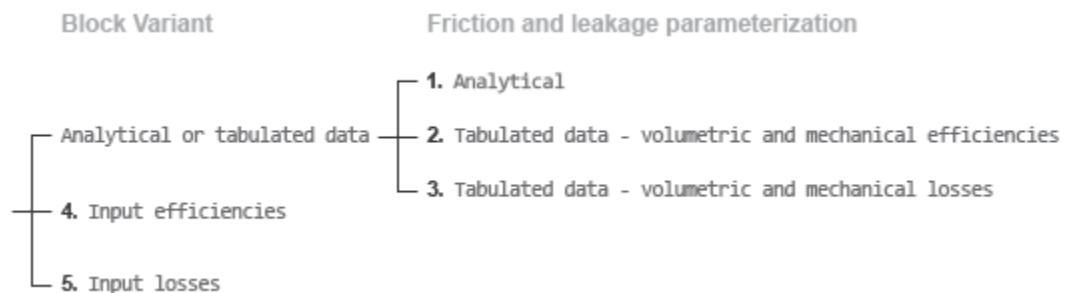 Block Variant
Friction and leakage parameterization
1. Analytical
Analytical or tabulated data
2. Tabulated data - volumetric and mechanical efficiencies
3. Tabulated data - volumetric and mechanical losses
4. Input efficiencies
5. Input losses